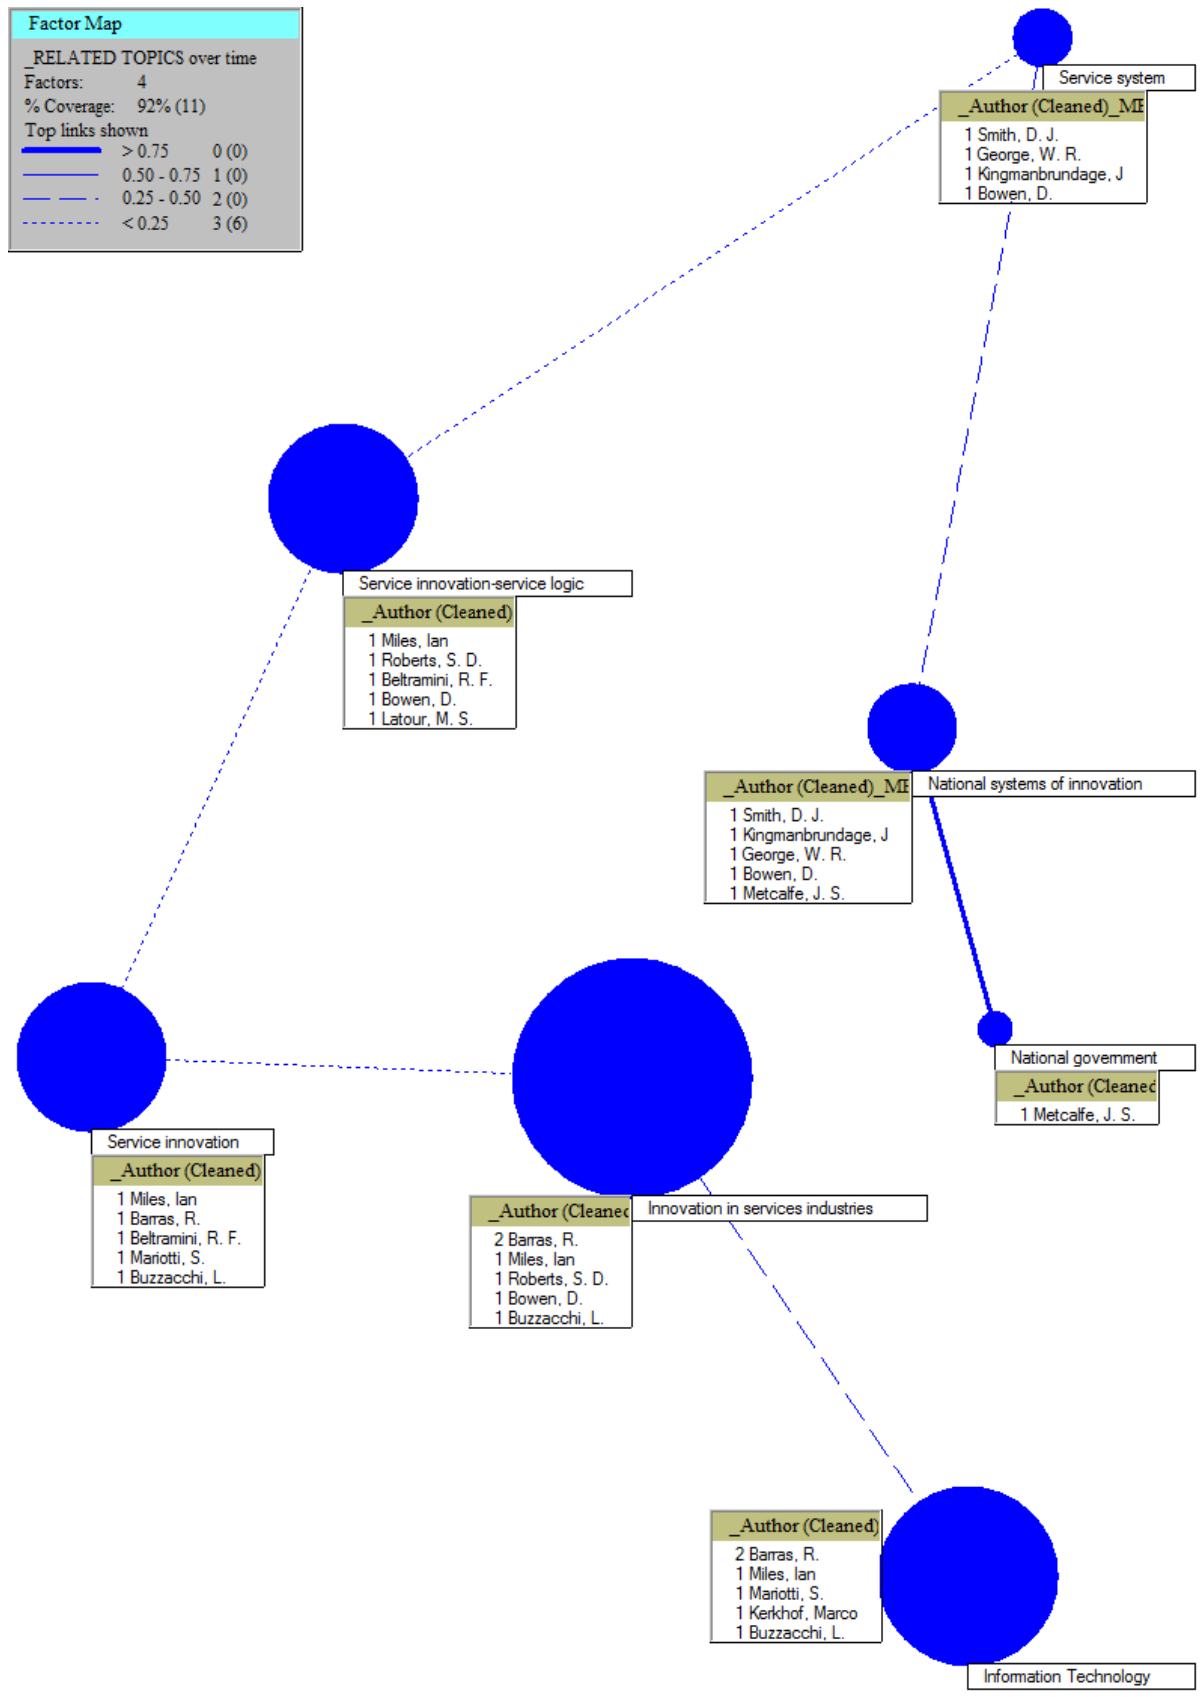 Factor Map
_RELATED TOPICS over time
Factors: 4
% Coverage: 92% (11)
Top links shown
> 0.75 0 (0)
0.50 - 0.75 1 (0)
0.25 - 0.50 2 (0)
< 0.25 3 (6)
Service system
_Author (Cleaned)_ME
1 Smith, D. J.
1 George, W. R.
1 Kingmanbrundage, J
1 Bowen, D.
Service innovation-service logic
_Author (Cleaned)
1 Miles, Ian
1 Roberts, S. D.
1 Beltramini, R. F.
1 Bowen, D.
1 Latour, M. S.
National systems of innovation
_Author (Cleaned)_ME
1 Smith, D. J.
1 Kingmanbrundage, J
1 George, W. R.
1 Bowen, D.
1 Metcalfe, J. S.
National government
_Author (Cleaned
1 Metcalfe, J. S.
Service innovation
_Author (Cleaned)
1 Miles, Ian
1 Barras, R.
1 Beltramini, R. F.
1 Mariotti, S.
1 Buzzacchi, L.
Innovation in services industries
_Author (Cleaned
2 Barras, R.
1 Miles, Ian
1 Roberts, S. D.
1 Bowen, D.
1 Buzzacchi, L.
_Author (Cleaned)
2 Barras, R.
1 Miles, Ian
1 Mariotti, S.
1 Kerkhof, Marco
1 Buzzacchi, L.
Information Technology